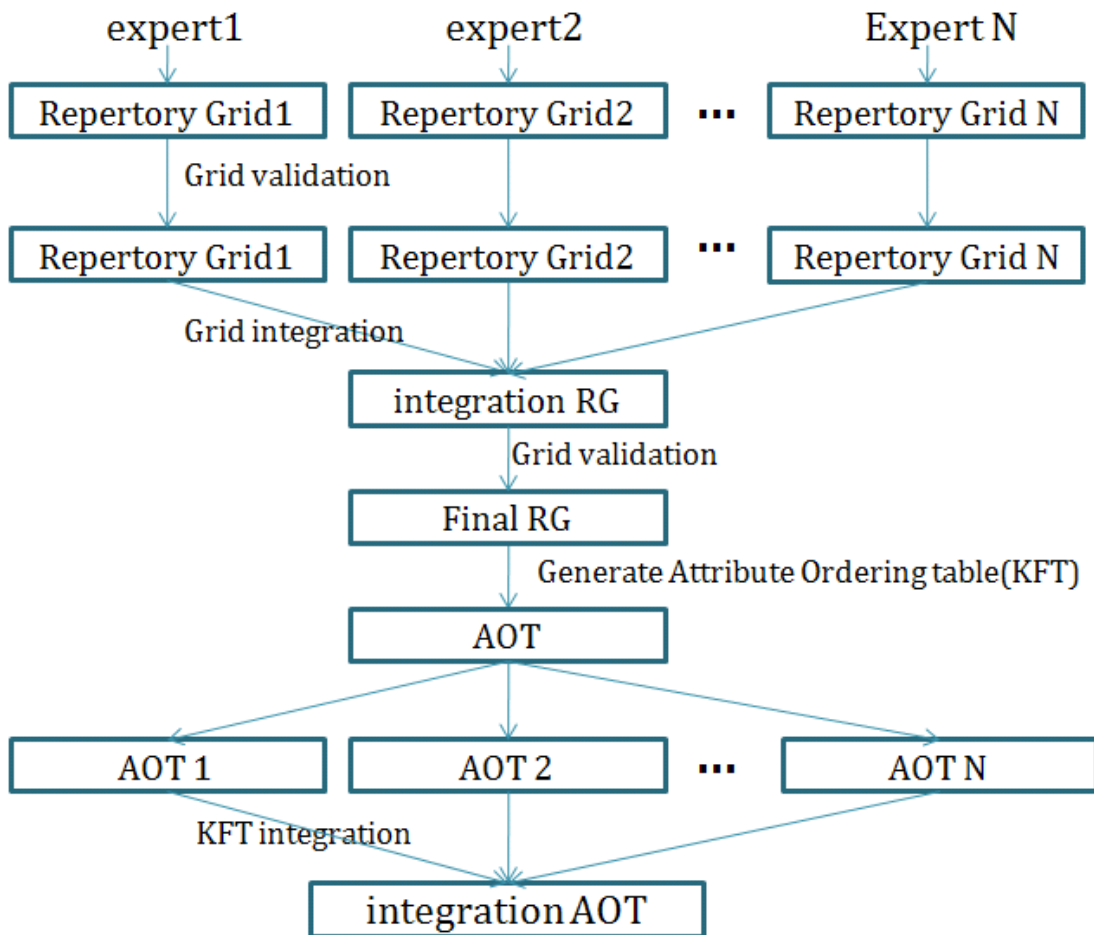 expert1
expert2
Expert N
Repertory Grid1
Repertory Grid2
...
Repertory Grid N
Grid validation
Repertory Grid1
Repertory Grid2
...
Repertory Grid N
Grid integration
integration RG
Grid validation
Final RG
Generate Attribute Ordering table(KFT)
AOT
AOT 1
AOT 2
...
AOT N
KFT integration
integration AOT